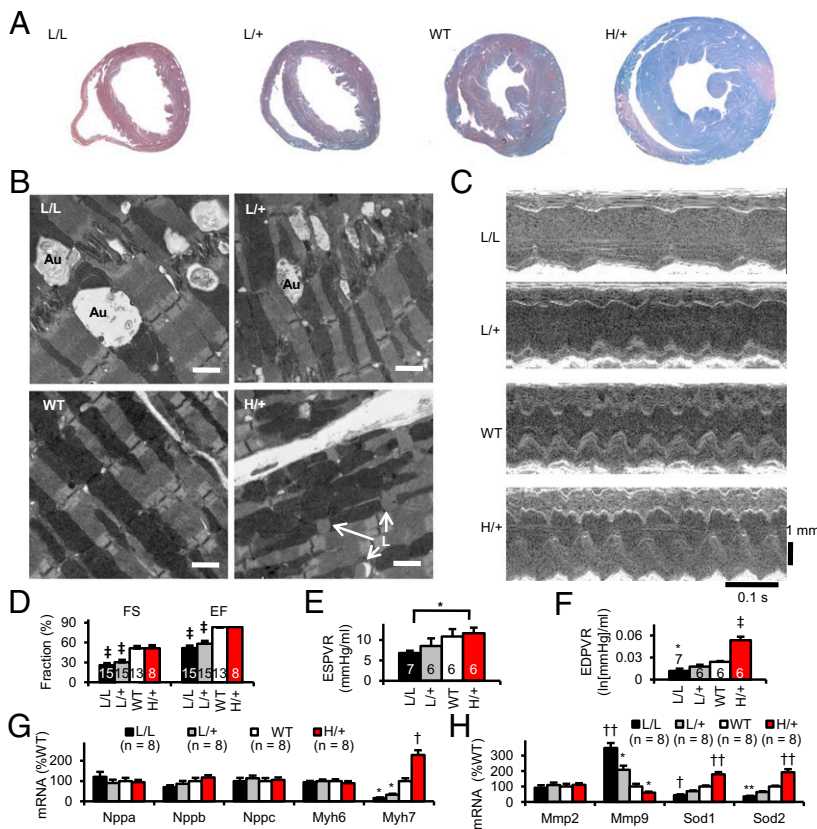 A
L/L L/+ WT H/+
B
L/L L/+
Au Au Au
WT H/+
L
C
L/L
L/+
WT
H/+
1 mm
0.1 s
D
FS EF
Fraction (%)
90
60
30
0
‡ ‡ ‡ ‡
15 15 13 8 15 15 13 8
L/L L/+ WT H/+ L/L L/+ WT H/+
E
*
ESPVR
(mmHg/ml)
10
5
0
7 6 6 6
L/L L/+ WT H/+
F
EDPVR
(ln[mmHg]/ml)
0.06
0.03
0
* ‡
7 6 6 6
L/L L/+ WT H/+
G
L/L L/+ WT H/+
(n = 8) (n = 8) (n = 8) (n = 8)
mRNA (%WT)
200
100
0
* * †
Nppa Nppb Nppc Myh6 Myh7
H
L/L L/+ WT H/+
(n = 8) (n = 8) (n = 8) (n = 8)
mRNA (%WT)
300
200
100
0
†† * * † †† ** ††
Mmp2 Mmp9 Sod1 Sod2